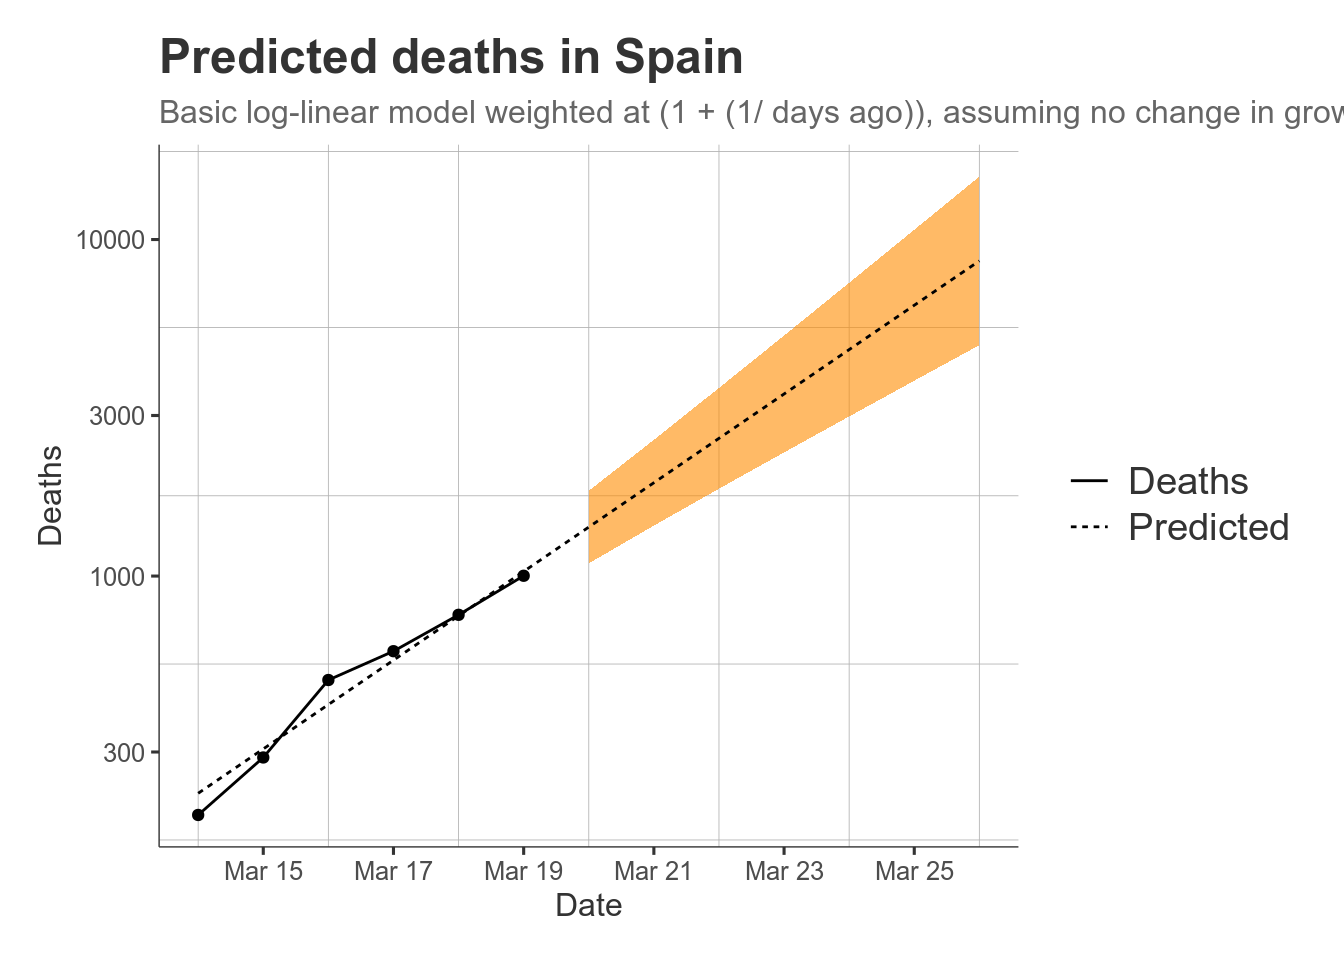 Predicted deaths in Spain
Basic log-linear model weighted at (1 + (1/ days ago)), assuming no change in grow
10000
3000
1000
300
Deaths
Mar 15 Mar 17 Mar 19 Mar 21 Mar 23 Mar 25
Date
Deaths
Predicted